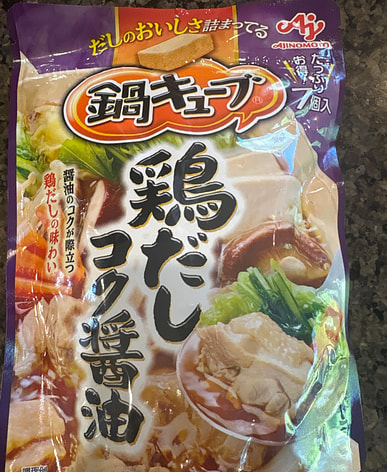 だしのおいしさ詰まってる
Aj
AJINOMOTO
鍋キューブ®
お得!
たっぷり
7個入
醤油のコクが際立つ
鶏だしの味わい
鶏だし
コク醤油